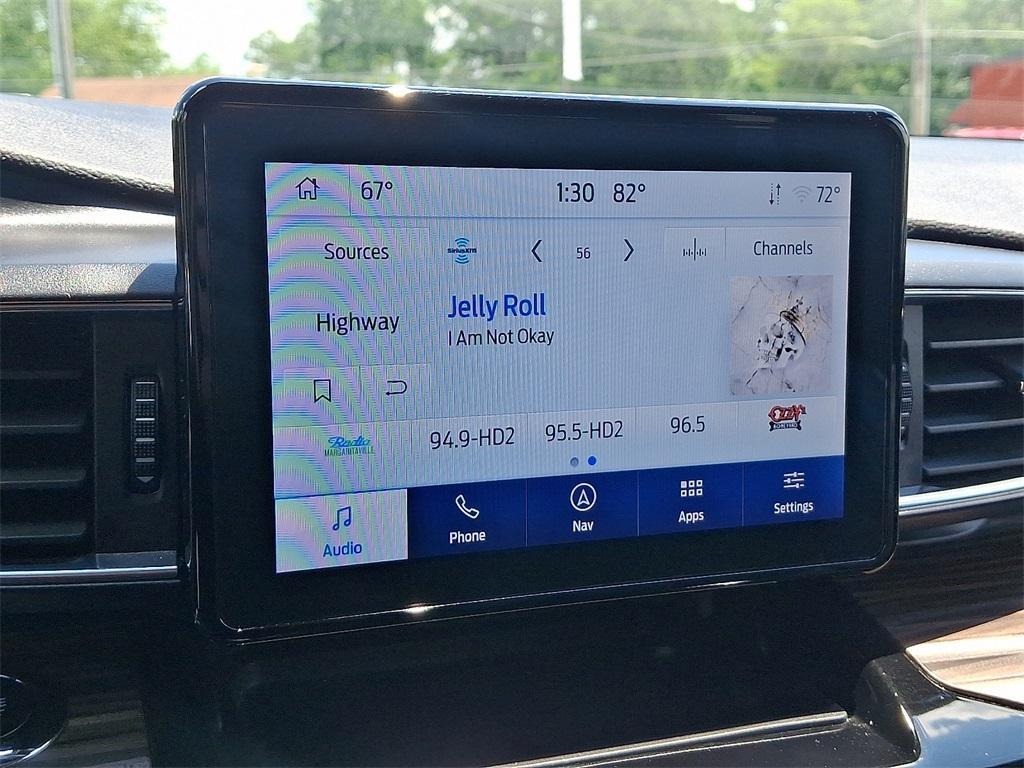 67° 1:30 82° 72°
Sources SiriusXM 56 Channels
Jelly Roll
Highway
I Am Not Okay
Radio
MARGARITAVILLE
94.9-HD2 95.5-HD2 96.5
OZZY'S
BONEYARD
Audio Phone Nav Apps Settings